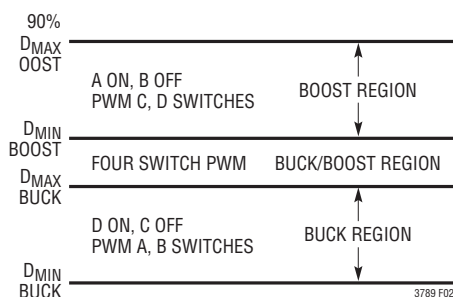 90%
DMAX
OOST
A ON, B OFF
PWM C, D SWITCHES
BOOST REGION
DMIN
BOOST
FOUR SWITCH PWM
BUCK/BOOST REGION
DMAX
BUCK
D ON, C OFF
PWM A, B SWITCHES
BUCK REGION
DMIN
BUCK
3789 F02